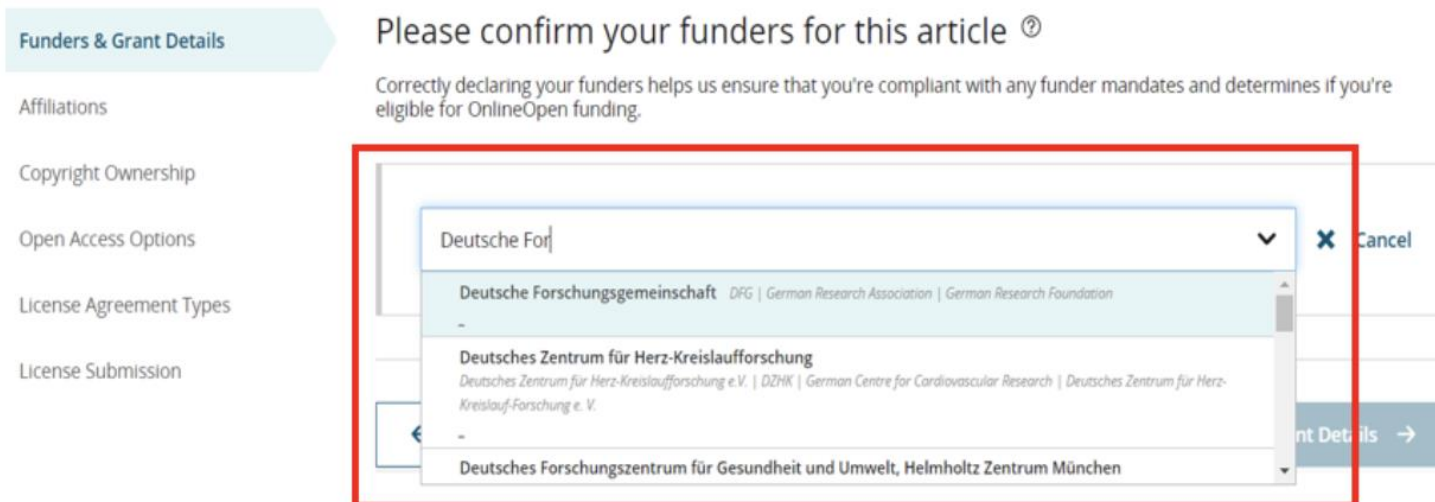 Funders & Grant Details
Affiliations
Copyright Ownership
Open Access Options
License Agreement Types
License Submission
Please confirm your funders for this article ?
Correctly declaring your funders helps us ensure that you're compliant with any funder mandates and determines if you're
eligible for OnlineOpen funding.
Deutsche For
Cancel
Deutsche Forschungsgemeinschaft DFG | German Research Association | German Research Foundation
-
Deutsches Zentrum für Herz-Kreislaufforschung
Deutsches Zentrum für Herz-Kreislaufforschung e.V. | DZHK | German Centre for Cardiovascular Research | Deutsches Zentrum für Herz-
Kreislauf-Forschung e. V.
-
Deutsches Forschungszentrum für Gesundheit und Umwelt, Helmholtz Zentrum München
nt Details →